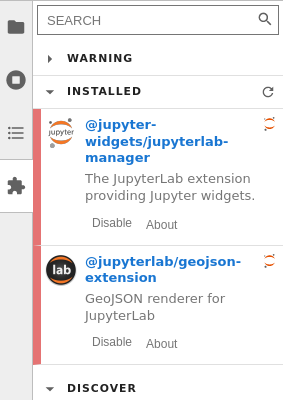 SEARCH
WARNING
INSTALLED
jupyter
@jupyter-
widgets/jupyterlab-
manager
The JupyterLab extension
providing Jupyter widgets.
Disable About
lab
@jupyterlab/geojson-
extension
GeoJSON renderer for
JupyterLab
Disable About
DISCOVER